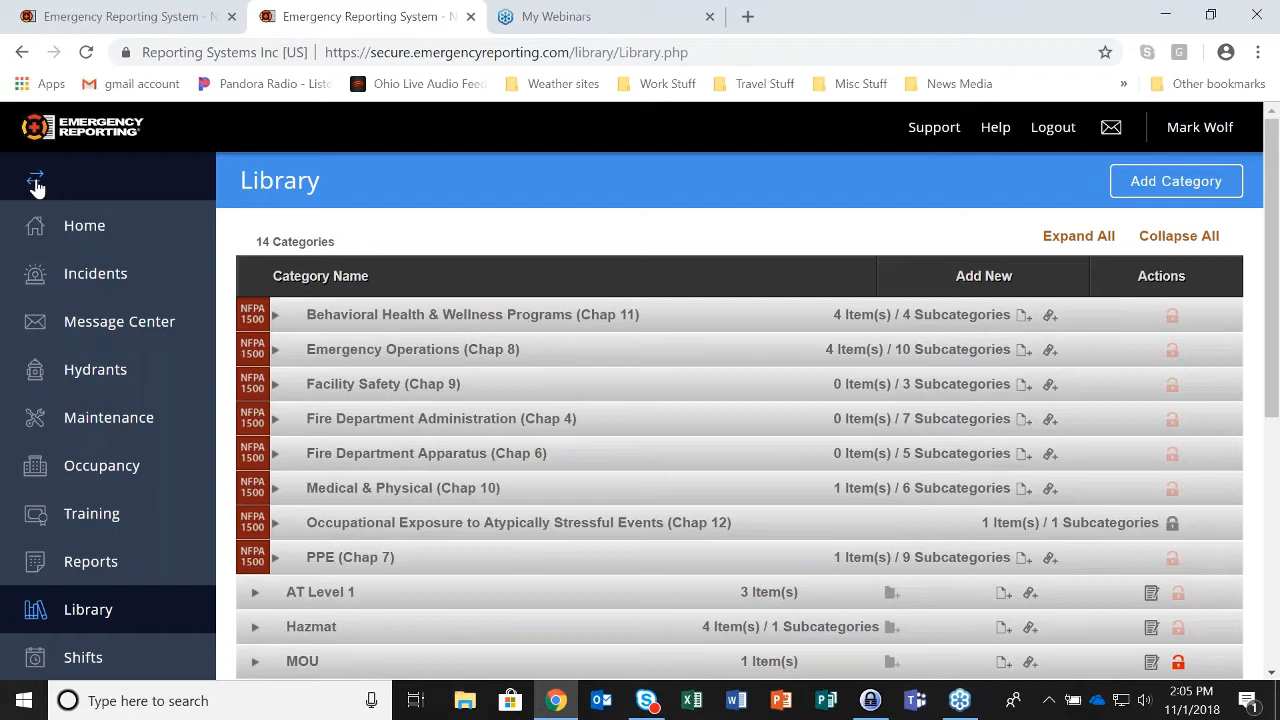 Emergency Reporting System - N
Emergency Reporting System - N
My Webinars
Reporting Systems Inc [US] | https://secure.emergencyreporting.com/library/Library.php
G
Apps
gmail account
Pandora Radio - Liste
Ohio Live Audio Feed
Weather sites
Work Stuff
Travel Stuff
Misc Stuff
News Media
»
Other bookmarks
EMERGENCY
REPORTING
Support
Help
Logout
Mark Wolf
Home
Incidents
Message Center
Hydrants
Maintenance
Occupancy
Training
Reports
Library
Shifts
Library
Add Category
14 Categories
Expand All
Collapse All
Category Name
Add New
Actions
NFPA
1500
Behavioral Health & Wellness Programs (Chap 11)
4 Item(s) / 4 Subcategories
NFPA
1500
Emergency Operations (Chap 8)
4 Item(s) / 10 Subcategories
NFPA
1500
Facility Safety (Chap 9)
0 Item(s) / 3 Subcategories
NFPA
1500
Fire Department Administration (Chap 4)
0 Item(s) / 7 Subcategories
NFPA
1500
Fire Department Apparatus (Chap 6)
0 Item(s) / 5 Subcategories
NFPA
1500
Medical & Physical (Chap 10)
1 Item(s) / 6 Subcategories
NFPA
1500
Occupational Exposure to Atypically Stressful Events (Chap 12)
1 Item(s) / 1 Subcategories
NFPA
1500
PPE (Chap 7)
1 Item(s) / 9 Subcategories
AT Level 1
3 Item(s)
Hazmat
4 Item(s) / 1 Subcategories
MOU
1 Item(s)
Type here to search
2:05 PM
11/1/2018
1